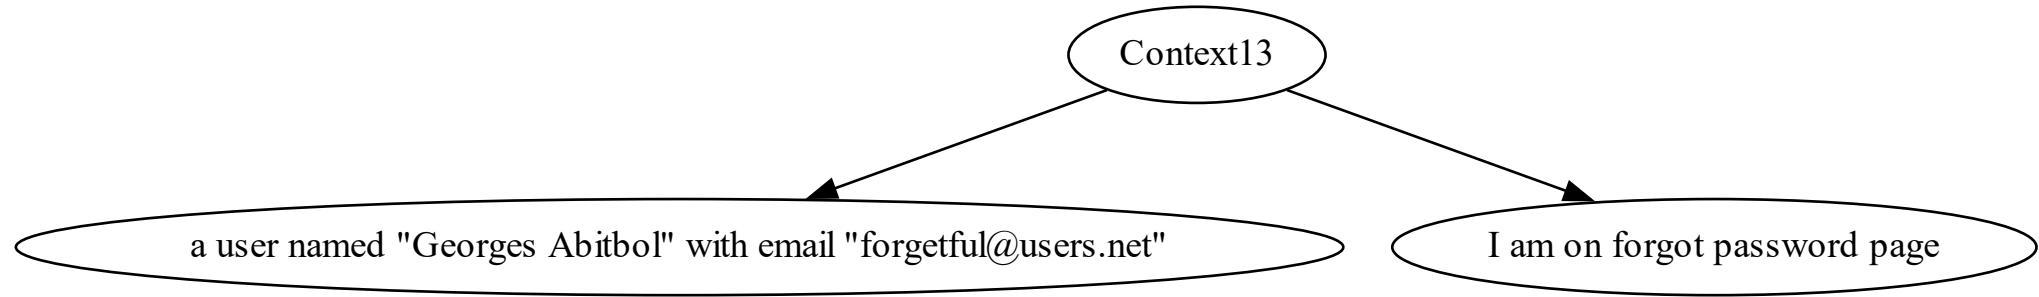 Context13
a user named "Georges Abitbol" with email "forgetful@users.net"
I am on forgot password page